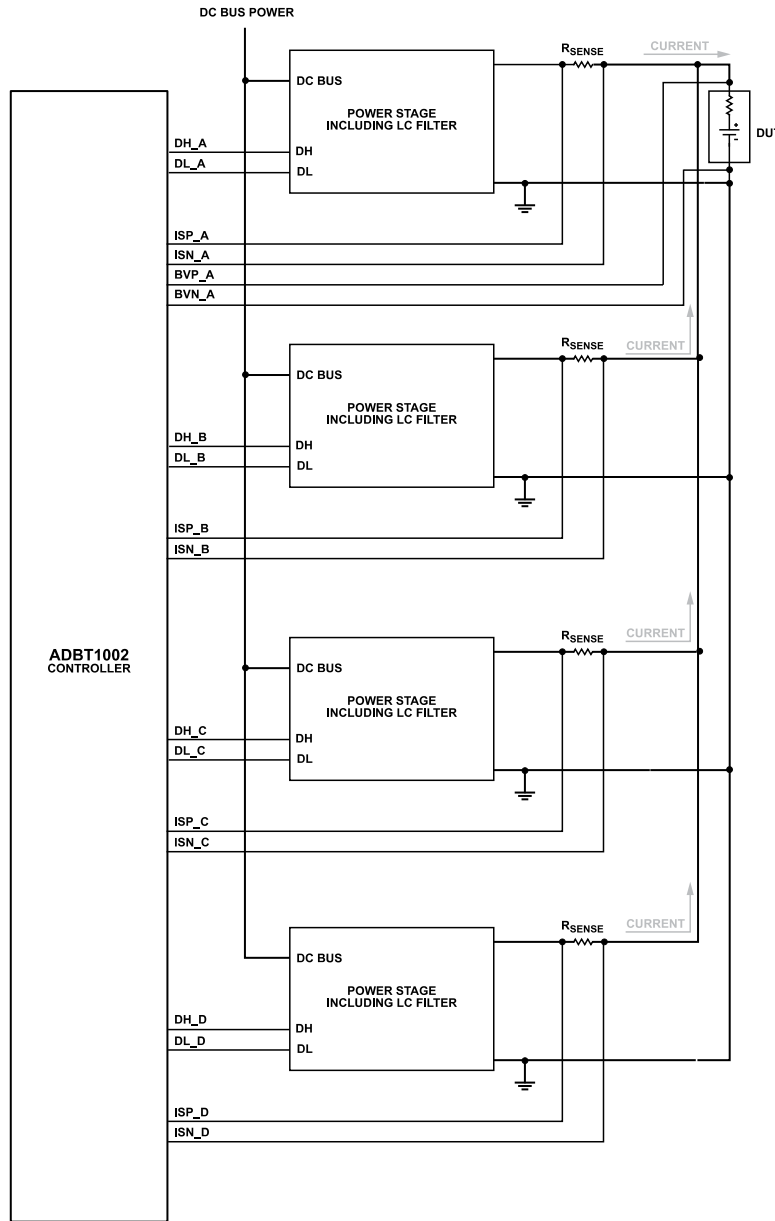 DC BUS POWER
RSENSE
CURRENT
DC BUS
POWER STAGE
INCLUDING LC FILTER
DH
DL
DH_A
DL_A
+
-
ISP_A
ISN_A
BVP_A
BVN_A
RSENSE
CURRENT
DC BUS
POWER STAGE
INCLUDING LC FILTER
DH
DL
DH_B
DL_B
ISP_B
ISN_B
ADBT1002
CONTROLLER
RSENSE
CURRENT
DC BUS
POWER STAGE
INCLUDING LC FILTER
DH
DL
DH_C
DL_C
ISP_C
ISN_C
RSENSE
CURRENT
DC BUS
POWER STAGE
INCLUDING LC FILTER
DH
DL
DH_D
DL_D
ISP_D
ISN_D